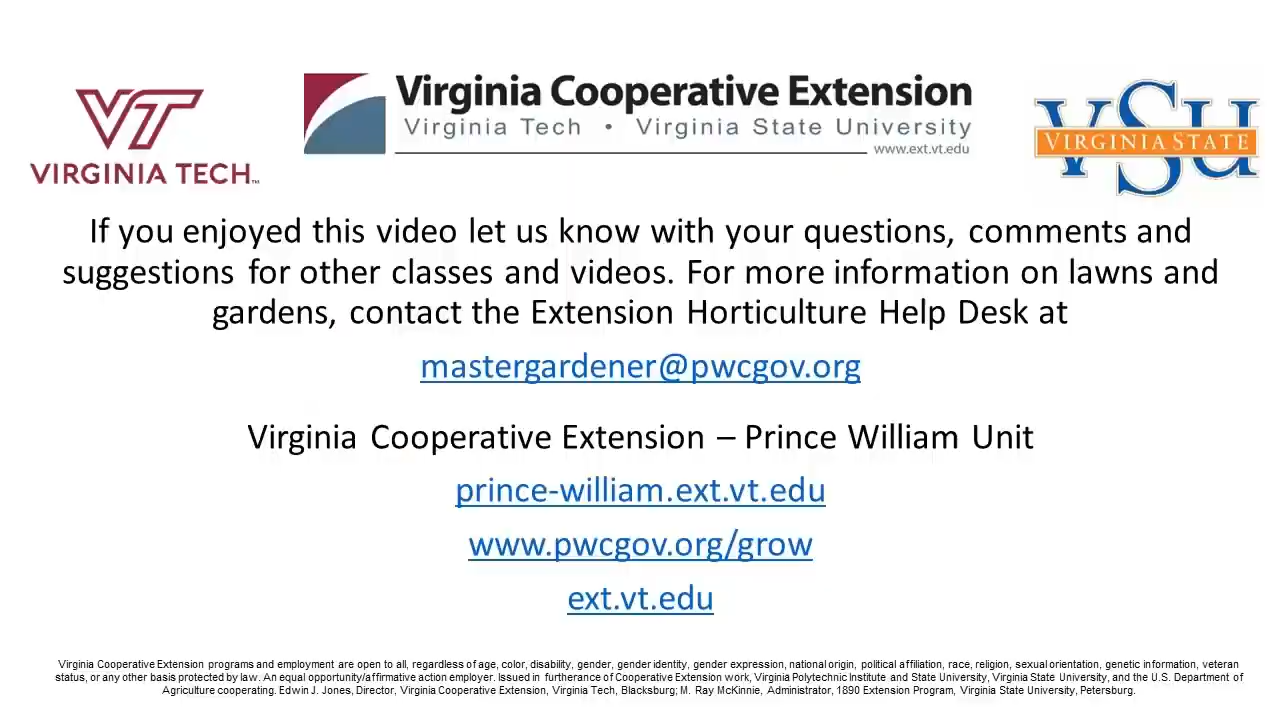 VT
VIRGINIA TECH™
Virginia Cooperative Extension
Virginia Tech • Virginia State University
www.ext.vt.edu
VSU
VIRGINIA STATE
If you enjoyed this video let us know with your questions, comments and
suggestions for other classes and videos. For more information on lawns and
gardens, contact the Extension Horticulture Help Desk at
mastergardener@pwcgov.org
Virginia Cooperative Extension – Prince William Unit
prince-william.ext.vt.edu
www.pwcgov.org/grow
ext.vt.edu
Virginia Cooperative Extension programs and employment are open to all, regardless of age, color, disability, gender, gender identity, gender expression, national origin, political affiliation, race, religion, sexual orientation, genetic information, veteran
status, or any other basis protected by law. An equal opportunity/affirmative action employer. Issued in furtherance of Cooperative Extension work, Virginia Polytechnic Institute and State University, Virginia State University, and the U.S. Department of
Agriculture cooperating. Edwin J. Jones, Director, Virginia Cooperative Extension, Virginia Tech, Blacksburg; M. Ray McKinnie, Administrator, 1890 Extension Program, Virginia State University, Petersburg.